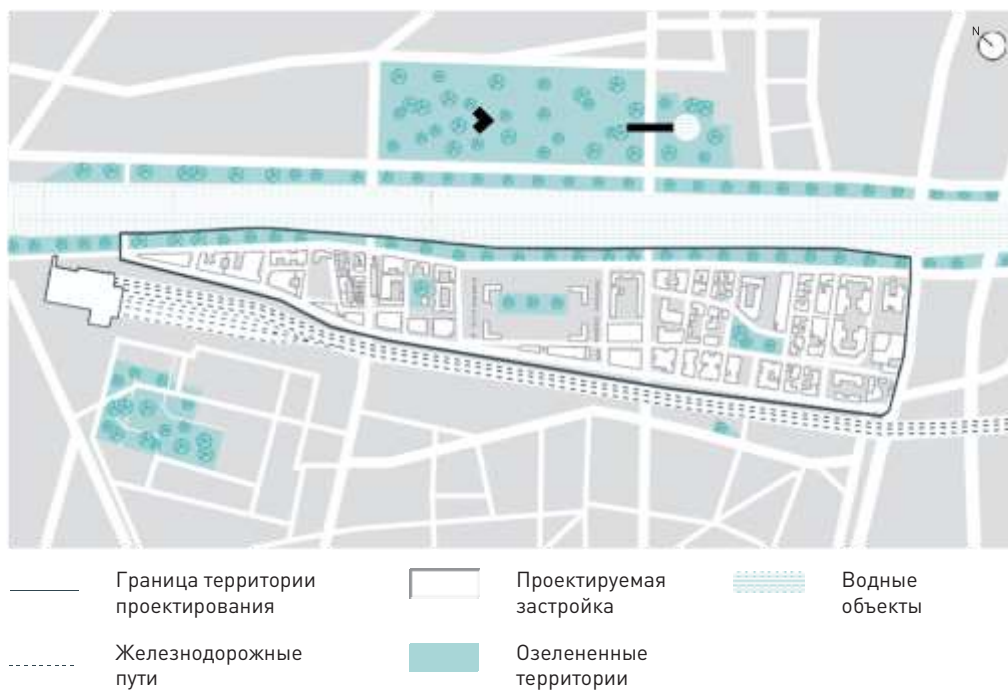 N
Граница территории
проектирования
Проектируемая
застройка
Водные
объекты
Железнодорожные
пути
Озелененные
территории